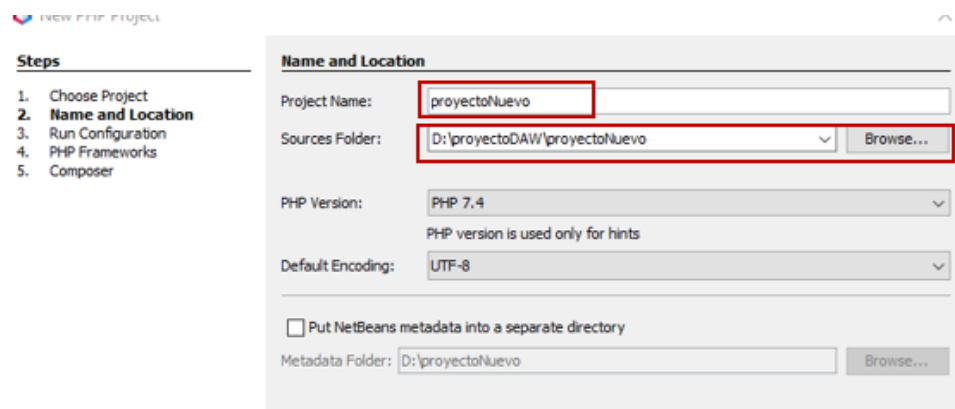 New PHP Project
Steps
1. Choose Project
2. Name and Location
3. Run Configuration
4. PHP Frameworks
5. Composer
Name and Location
Project Name: proyectoNuevo
Sources Folder: D:\proyectoDAW\proyectoNuevo Browse...
PHP Version: PHP 7.4
PHP version is used only for hints
Default Encoding: UTF-8
Put NetBeans metadata into a separate directory
Metadata Folder: D:\proyectoNuevo Browse...